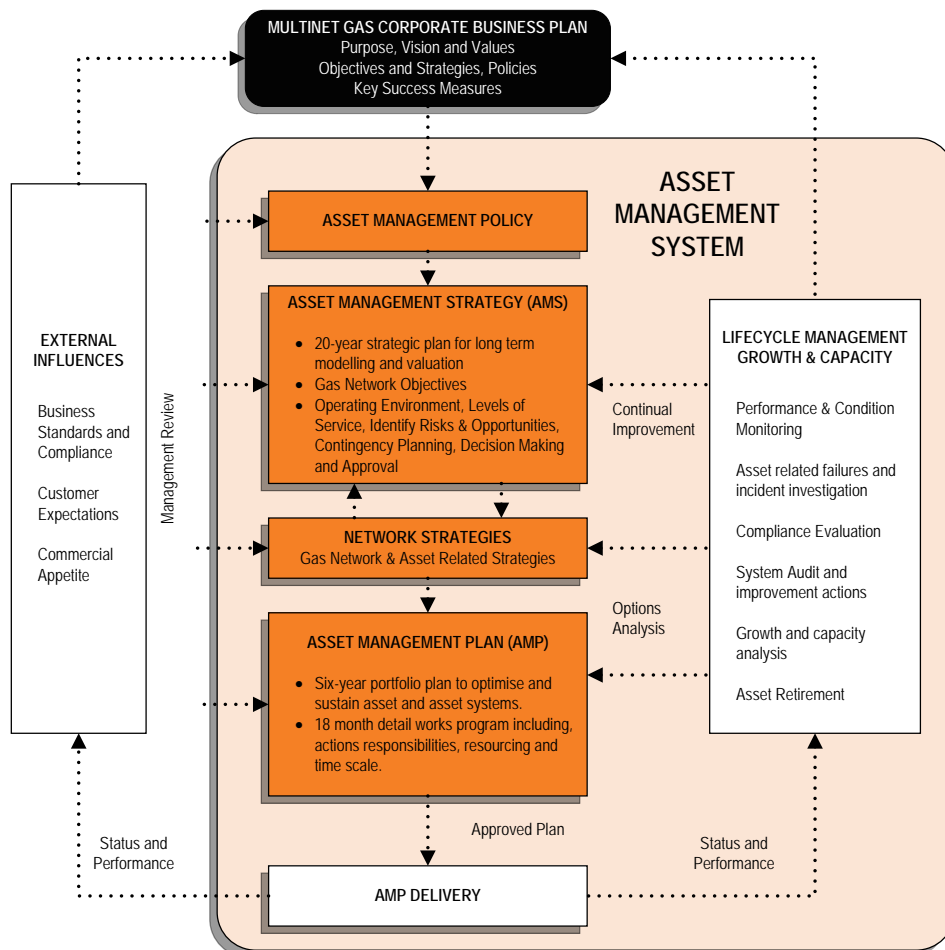 MULTINET GAS CORPORATE BUSINESS PLAN
Purpose, Vision and Values
Objectives and Strategies, Policies
Key Success Measures
ASSET
MANAGEMENT
SYSTEM
ASSET MANAGEMENT POLICY
ASSET MANAGEMENT STRATEGY (AMS)
• 20-year strategic plan for long term
modelling and valuation
• Gas Network Objectives
• Operating Environment, Levels of
Service, Identify Risks & Opportunities,
Contingency Planning, Decision Making
and Approval
EXTERNAL
INFLUENCES
Business
Standards and
Compliance
Customer
Expectations
Commercial
Appetite
Management Review
Continual
Improvement
LIFECYCLE MANAGEMENT
GROWTH & CAPACITY
Performance & Condition
Monitoring
Asset related failures and
incident investigation
Compliance Evaluation
System Audit and
improvement actions
Growth and capacity
analysis
Asset Retirement
NETWORK STRATEGIES
Gas Network & Asset Related Strategies
Options
Analysis
ASSET MANAGEMENT PLAN (AMP)
• Six-year portfolio plan to optimise and
sustain asset and asset systems.
• 18 month detail works program including,
actions responsibilities, resourcing and
time scale.
Approved Plan
Status and
Performance
Status and
Performance
AMP DELIVERY